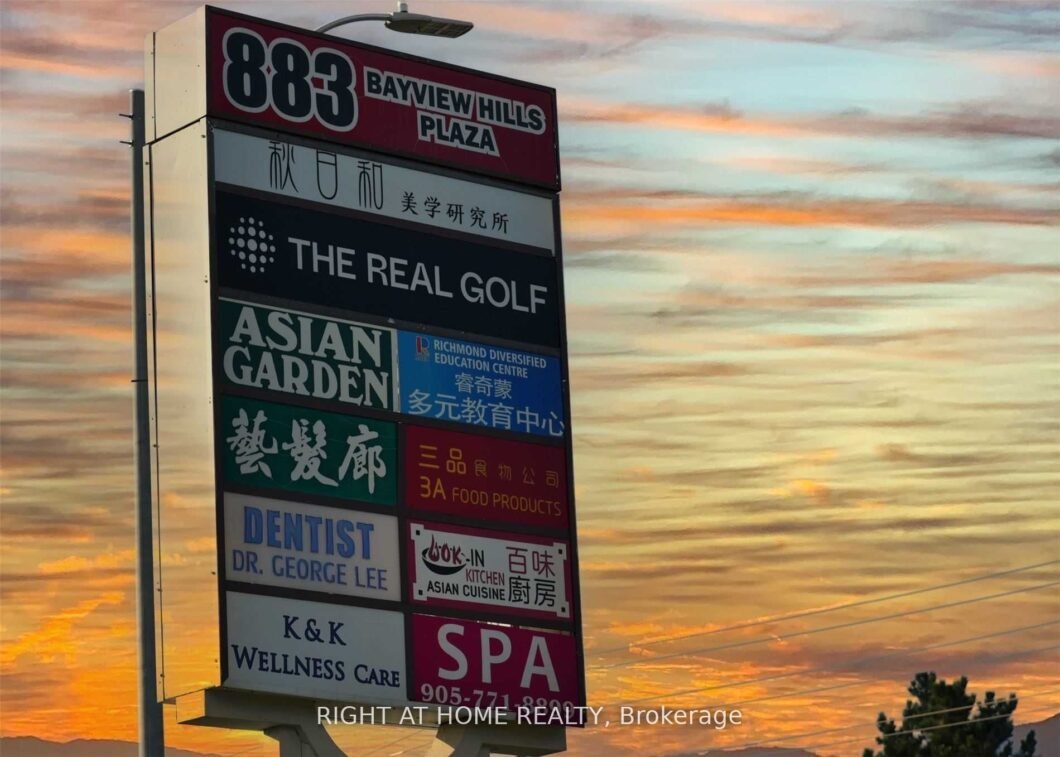 883
BAYVIEW HILLS
PLAZA
秋日和
美学研究所
THE REAL GOLF
ASIAN
GARDEN
RICHMOND DIVERSIFIED
EDUCATION CENTRE
睿奇蒙
多元教育中心
藝髮廊
三品食物公司
3A FOOD PRODUCTS
DENTIST
DR. GEORGE LEE
WOK-IN
KITCHEN
ASIAN CUISINE
百味
廚房
K&K
WELLNESS CARE
SPA
905-771-8899
RIGHT AT HOME REALTY, Brokerage